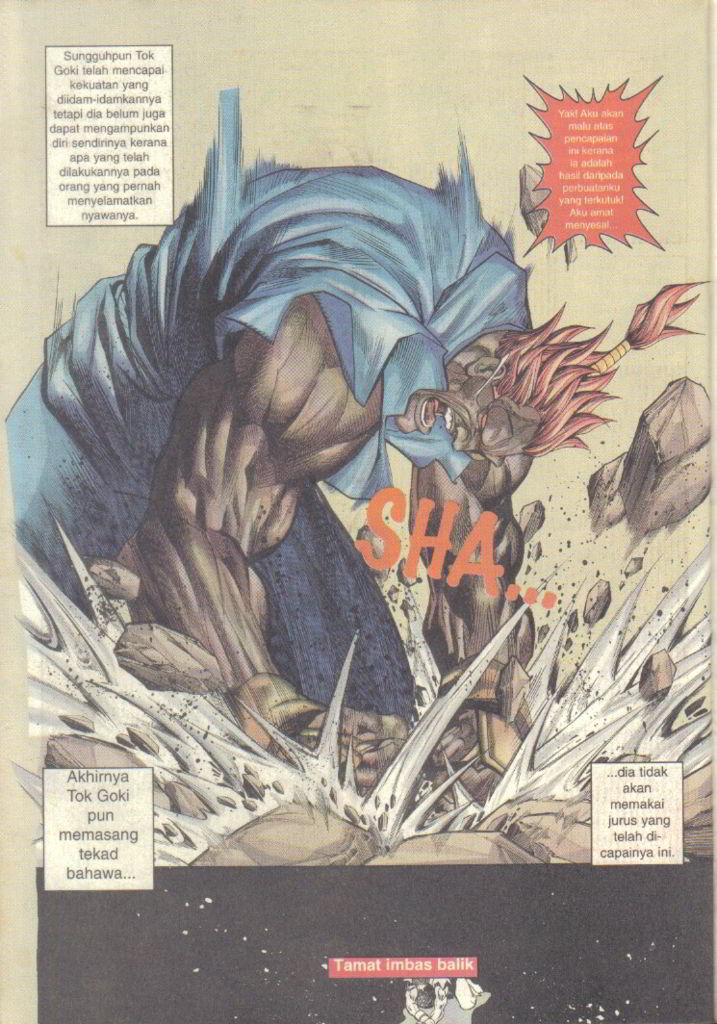 Sungguhpun Tok
Goki telah mencapai
kekuatan yang
diidam-idamkannya
tetapi dia belum juga
dapat mengampunkan
diri sendirinya kerana
apa yang telah
dilakukannya pada
orang yang pernah
menyelamatkan
nyawanya.
Yak! Aku akan
malu atas
pencapaian
ini kerana
ia adalah
hasil daripada
perbuatanku
yang terkutuk!
Aku amat
menyesal...
SHA...
Akhirnya
Tok Goki
pun
memasang
tekad
bahawa...
...dia tidak
akan
memakai
jurus yang
telah di-
capainya ini.
Tamat imbas balik